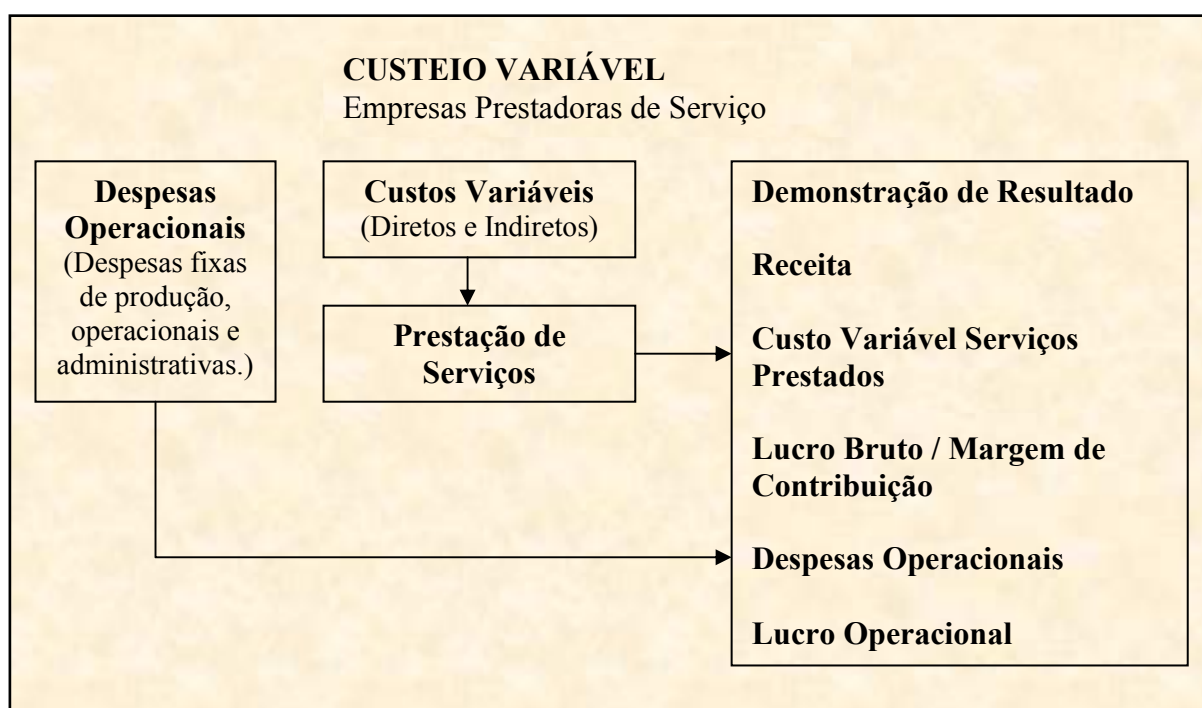 CUSTEIO VARIÁVEL
Empresas Prestadoras de Serviço
Despesas
Operacionais
(Despesas fixas
de produção,
operacionais e
administrativas.)
Custos Variáveis
(Diretos e Indiretos)
Prestação de
Serviços
Demonstração de Resultado
Receita
Custo Variável Serviços
Prestados
Lucro Bruto / Margem de
Contribuição
Despesas Operacionais
Lucro Operacional